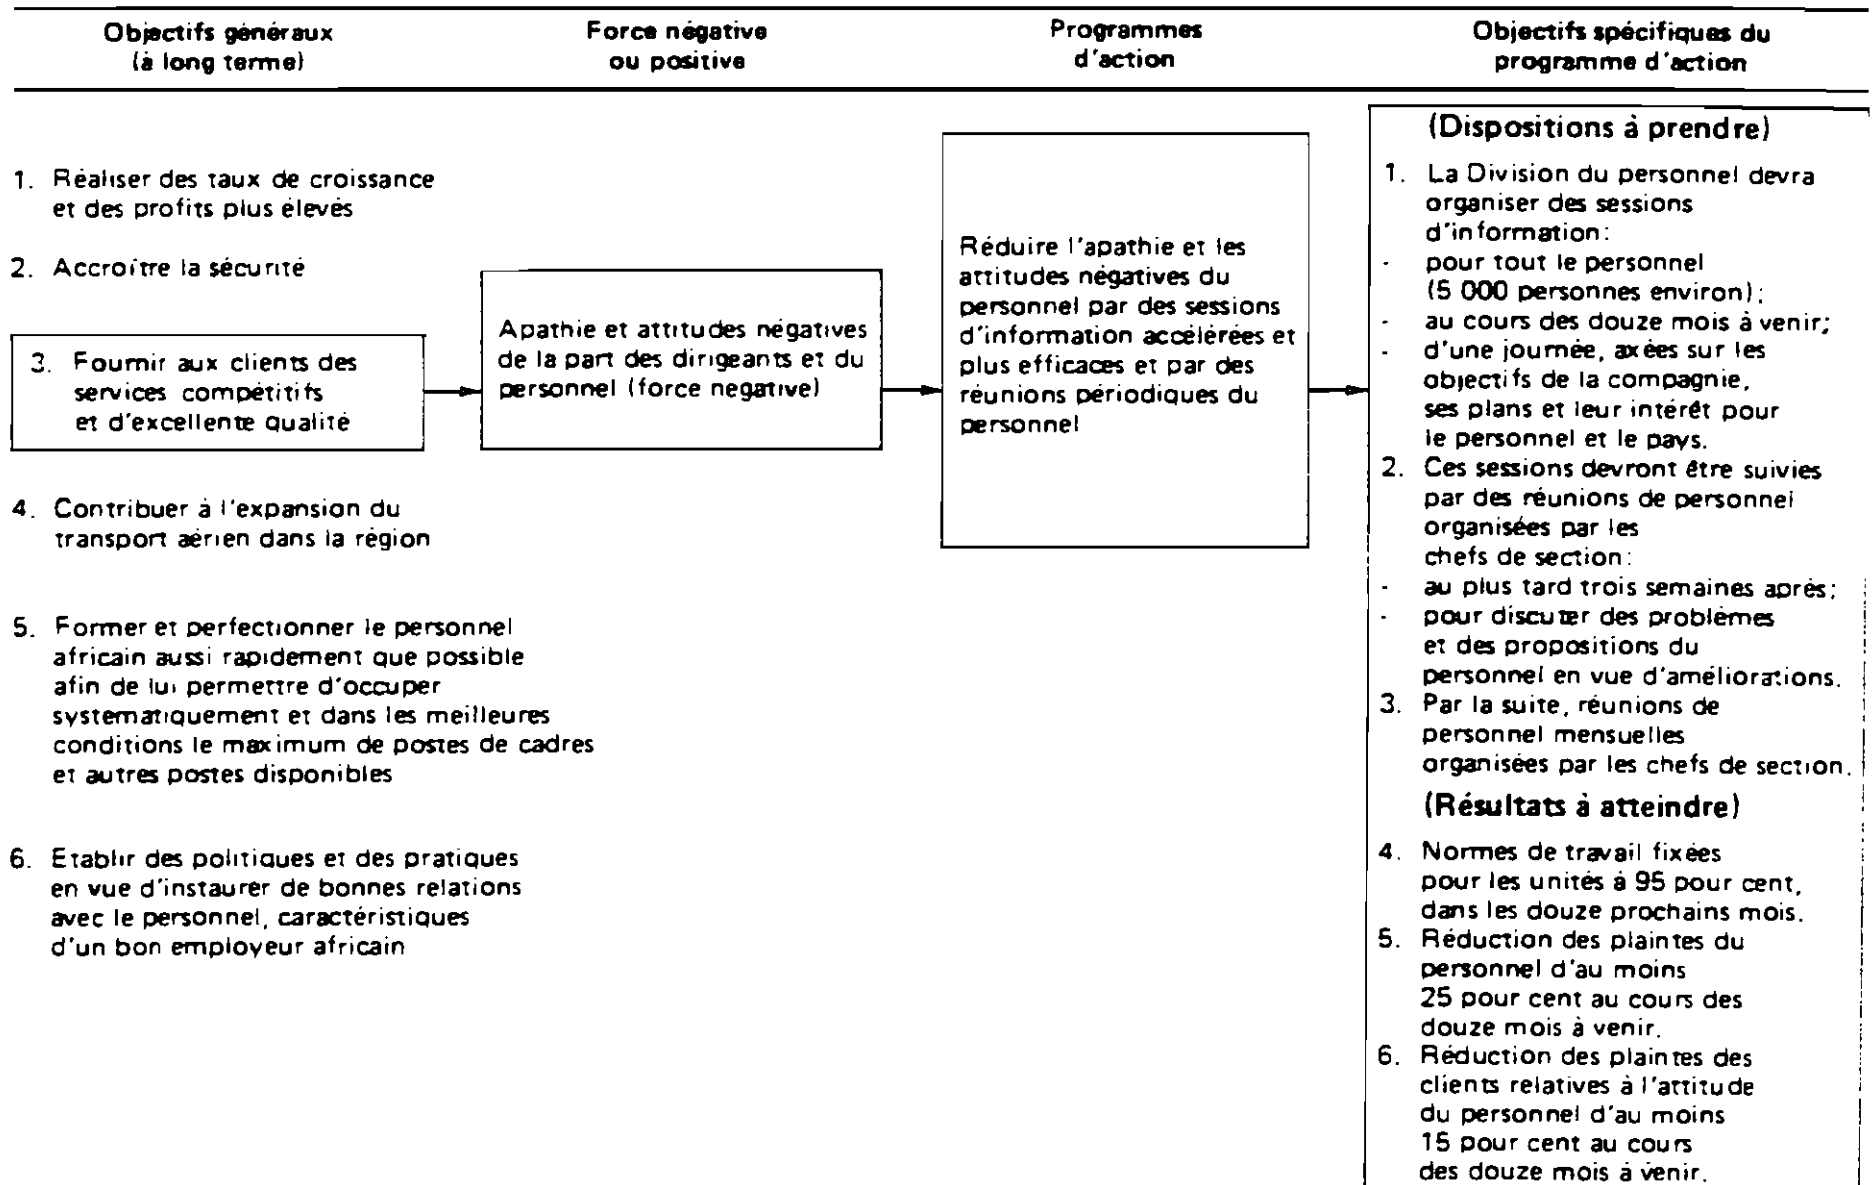 Objectifs généraux
(à long terme)
Force négative
ou positive
Programmes
d'action
Objectifs spécifiques du
programme d'action
1. Réaliser des taux de croissance
et des profits plus élevés
2. Accroître la sécurité
3. Fournir aux clients des
services compétitifs
et d'excellente qualité
4. Contribuer à l'expansion du
transport aérien dans la région
5. Former et perfectionner le personnel
africain aussi rapidement que possible
afin de lui permettre d'occuper
systematiquement et dans les meilleures
conditions le maximum de postes de cadres
et autres postes disponibles
6. Etablir des politiques et des pratiques
en vue d'instaurer de bonnes relations
avec le personnel, caractéristiques
d'un bon employeur africain
Apathie et attitudes négatives
de la part des dirigeants et du
personnel (force negative)
Réduire l'apathie et les
attitudes négatives du
personnel par des sessions
d'information accélérées et
plus efficaces et par des
réunions périodiques du
personnel
(Dispositions à prendre)
1. La Division du personnel devra
organiser des sessions
d'information:
- pour tout le personnel
(5 000 personnes environ);
- au cours des douze mois à venir;
- d'une journée, axées sur les
objectifs de la compagnie,
ses plans et leur intérêt pour
le personnel et le pays.
2. Ces sessions devront être suivies
par des réunions de personnel
organisées par les
chefs de section:
- au plus tard trois semaines après;
- pour discuter des problèmes
et des propositions du
personnel en vue d'améliorations.
3. Par la suite, réunions de
personnel mensuelles
organisées par les chefs de section.
(Résultats à atteindre)
4. Normes de travail fixées
pour les unités à 95 pour cent,
dans les douze prochains mois.
5. Réduction des plaintes du
personnel d'au moins
25 pour cent au cours des
douze mois à venir.
6. Réduction des plaintes des
clients relatives à l'attitude
du personnel d'au moins
15 pour cent au cours
des douze mois à venir.